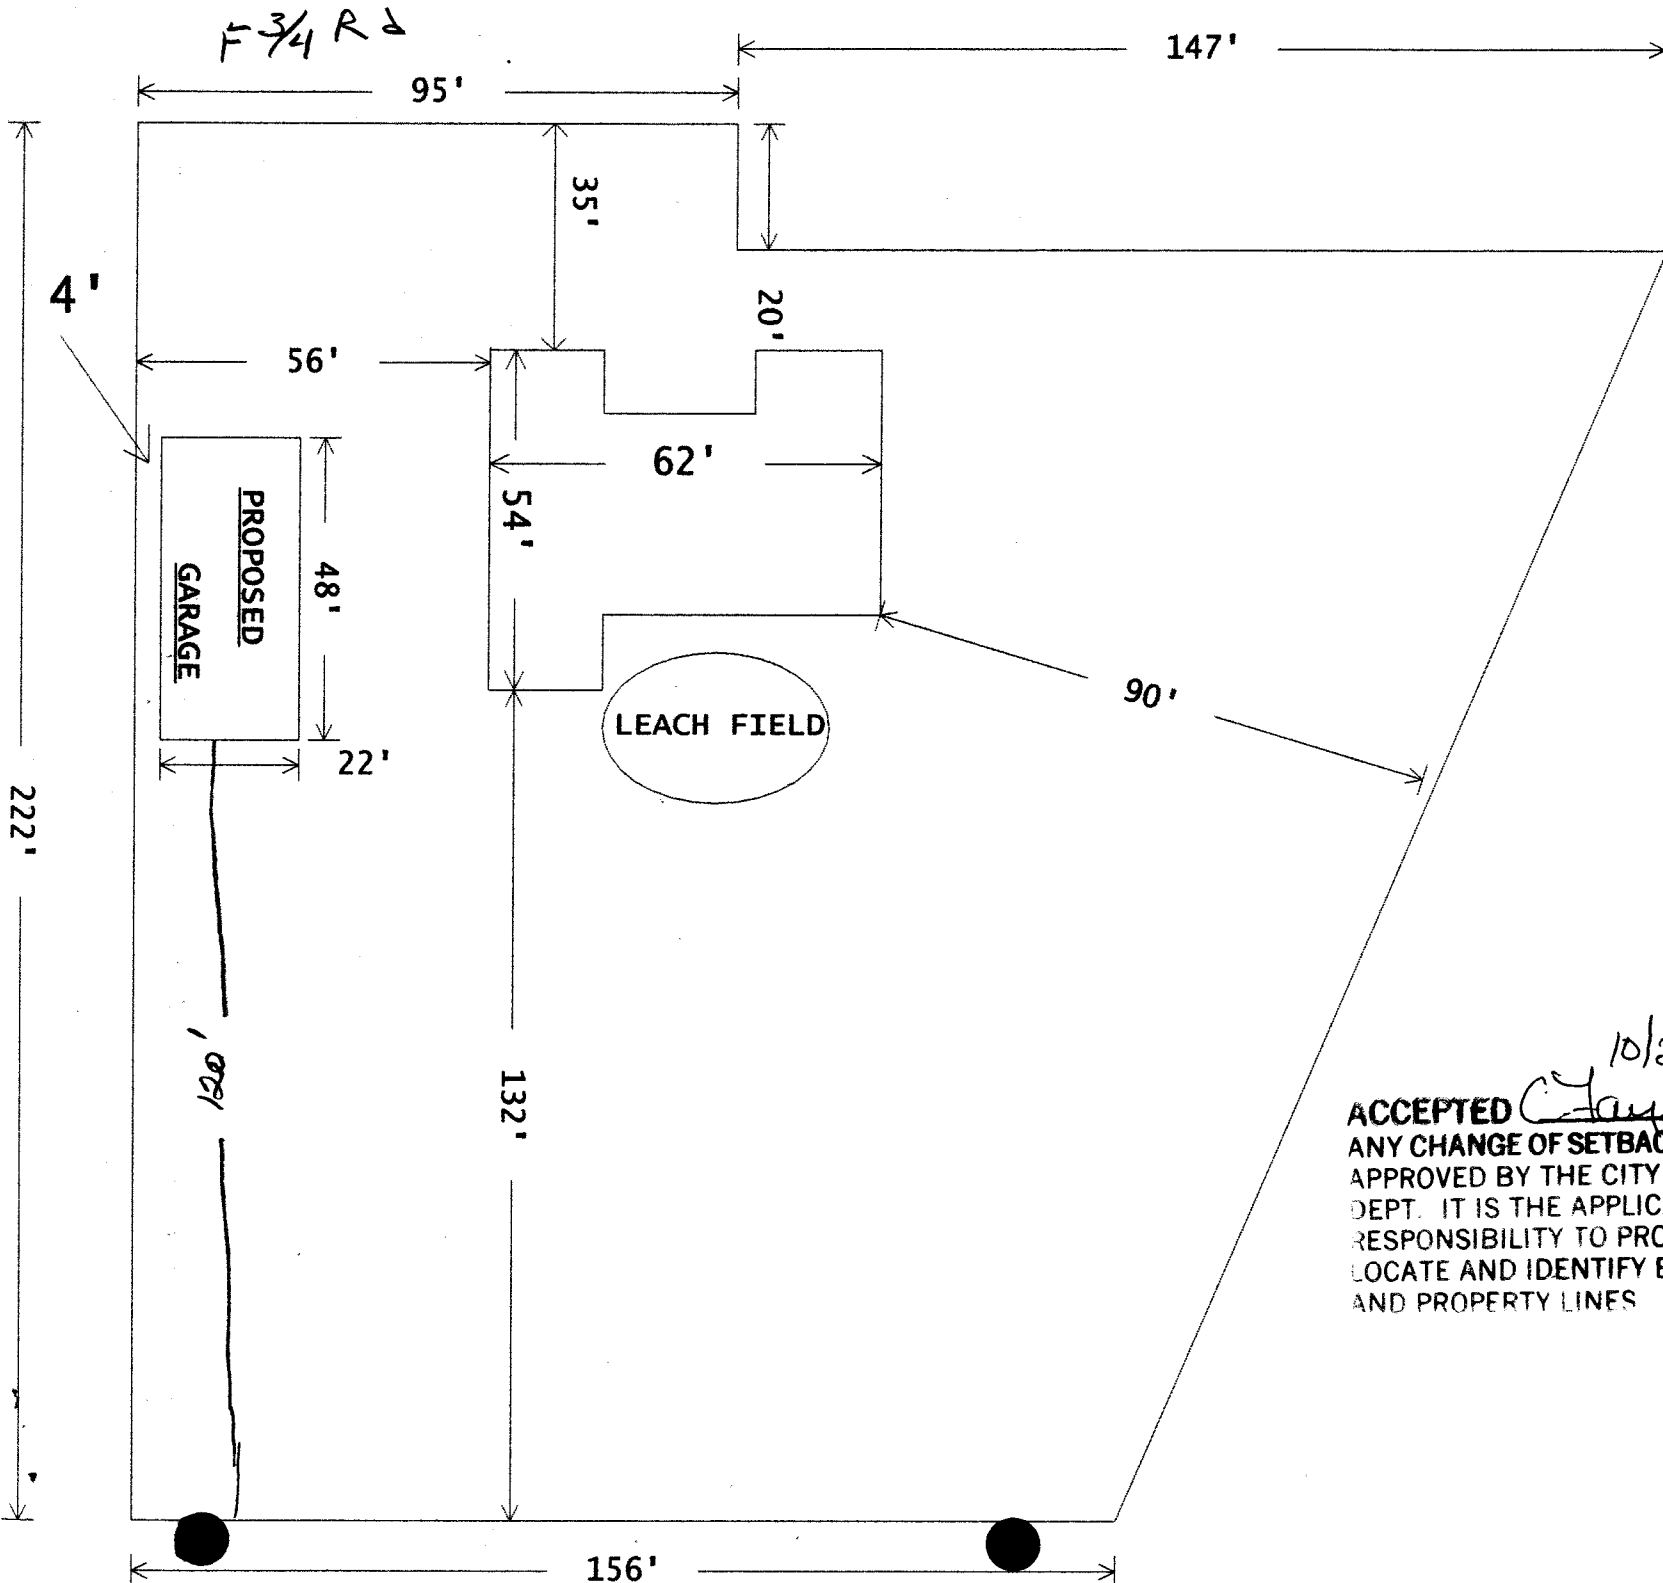 F 3/4 Rd
147'
95'
35'
20'
4'
56'
62'
54'
PROPOSED
GARAGE
48'
22'
LEACH FIELD
90'
222'
132'
10/2
ACCEPTED
ANY CHANGE OF SETBAC
APPROVED BY THE CITY
DEPT. IT IS THE APPLIC
RESPONSIBILITY TO PRO
LOCATE AND IDENTIFY E
AND PROPERTY LINES
156'